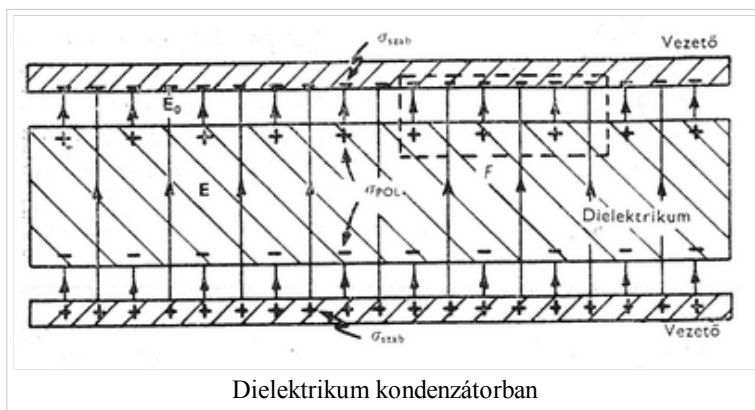 σszab
Vezető
E₀
F
E
σPOL
Dielektrikum
σszab
Vezető
Dielektrikum kondenzátorban